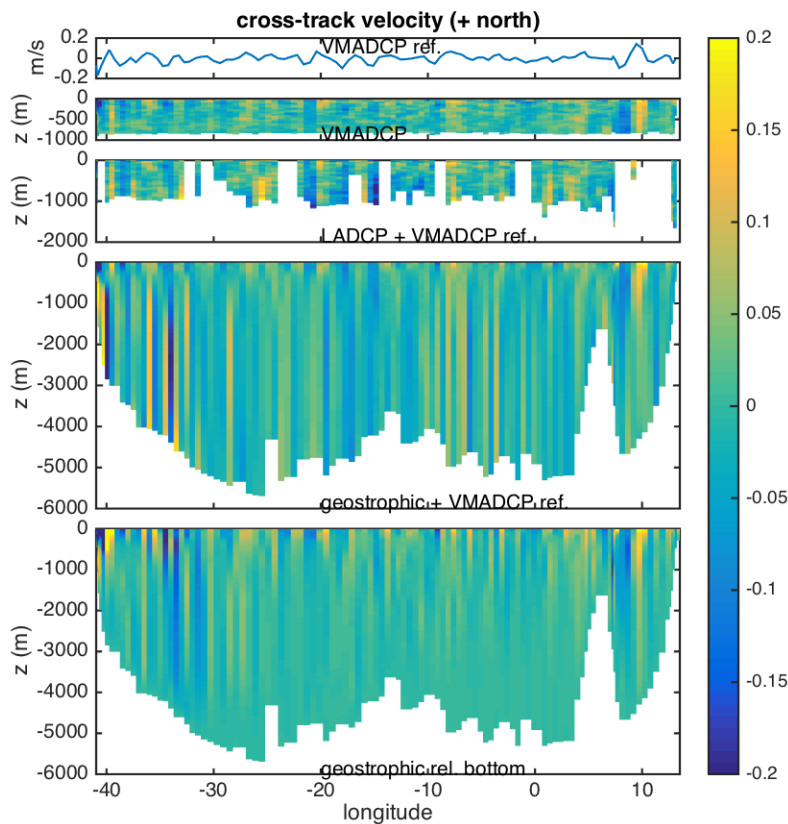 cross-track velocity (+ north)
0.2
0
-0.2
m/s
VMADCP ref.
0
-500
-1000
z (m)
VMADCP
0
-1000
-2000
z (m)
LADCP + VMADCP ref.
0
-1000
-2000
-3000
-4000
-5000
-6000
z (m)
geostrophic + VMADCP ref.
0
-1000
-2000
-3000
-4000
-5000
-6000
z (m)
geostrophic rel. bottom
-40 -30 -20 -10 0 10
longitude
0.2
0.15
0.1
0.05
0
-0.05
-0.1
-0.15
-0.2